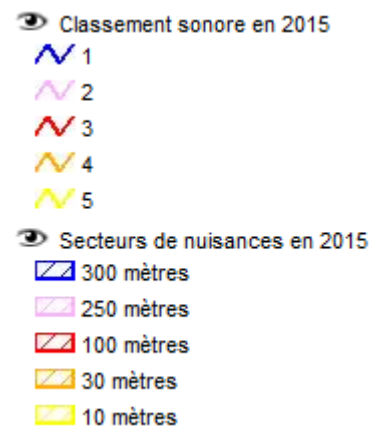 Classement sonore en 2015
1
2
3
4
5
Secteurs de nuisances en 2015
300 mètres
250 mètres
100 mètres
30 mètres
10 mètres